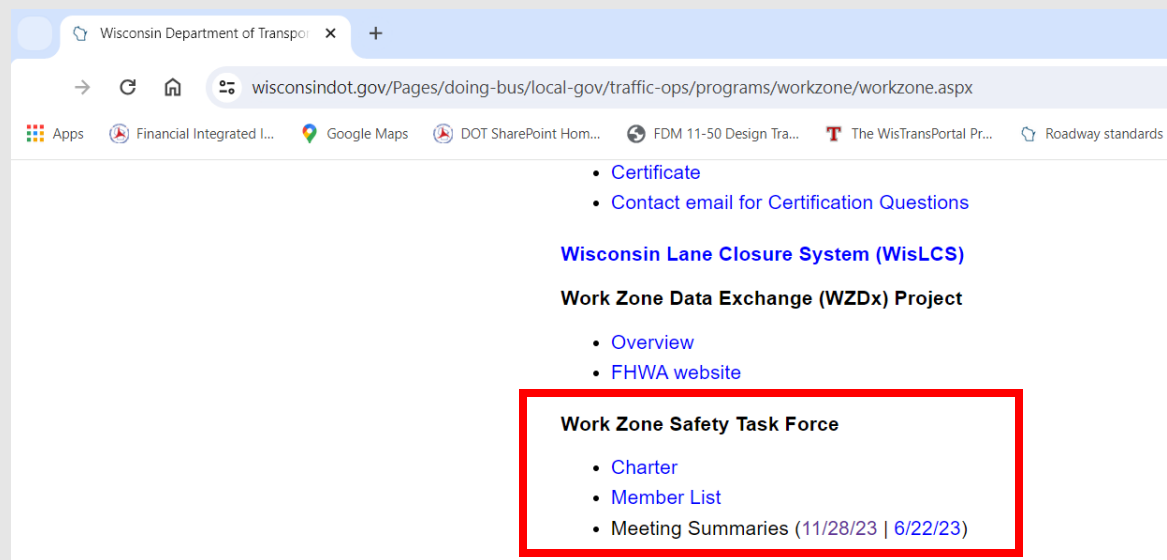 Wisconsin Department of Transpo
wisconsindot.gov/Pages/doing-bus/local-gov/traffic-ops/programs/workzone/workzone.aspx
Apps Financial Integrated I... Google Maps DOT SharePoint Hom... FDM 11-50 Design Tra... The WisTransPortal Pr... Roadway standards
Certificate
Contact email for Certification Questions
Wisconsin Lane Closure System (WisLCS)
Work Zone Data Exchange (WZDx) Project
Overview
FHWA website
Work Zone Safety Task Force
Charter
Member List
Meeting Summaries (11/28/23 | 6/22/23)